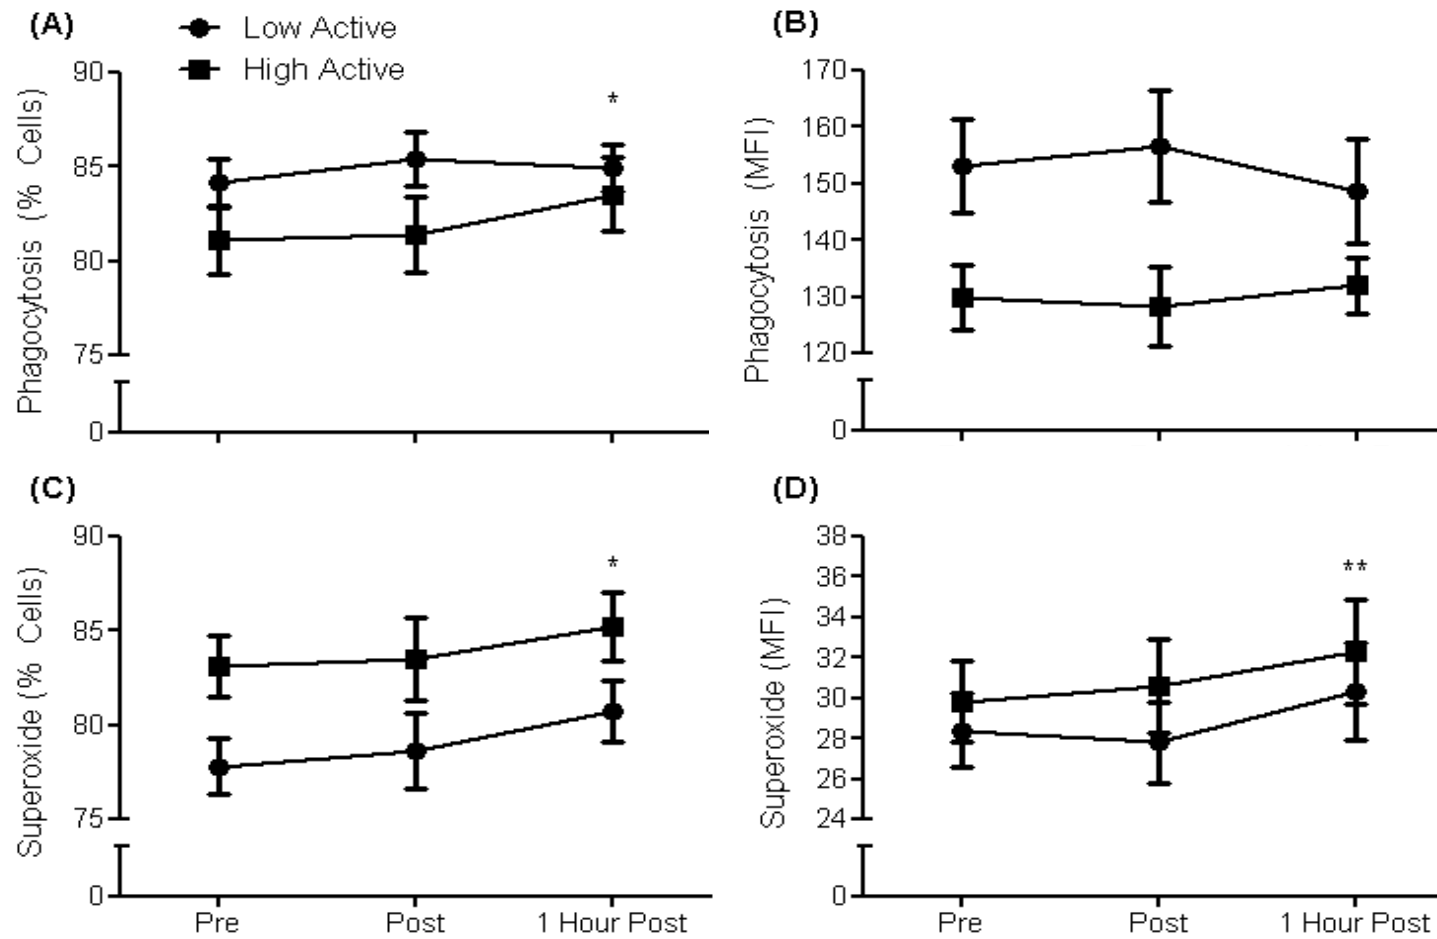 (A)
Low Active
High Active
Phagocytosis (% Cells)
90
85
80
75
0
*
(B)
Phagocytosis (MFI)
170
160
150
140
130
120
0
(C)
Superoxide (% Cells)
90
85
80
75
0
*
Pre
Post
1 Hour Post
(D)
Superoxide (MFI)
38
36
34
32
30
28
26
24
0
**
Pre
Post
1 Hour Post